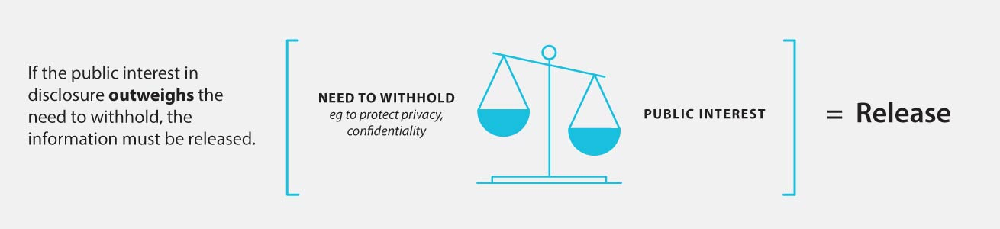 If the public interest in
disclosure outweighs the
need to withhold, the
information must be released.
NEED TO WITHHOLD
eg to protect privacy,
confidentiality
PUBLIC INTEREST
= Release